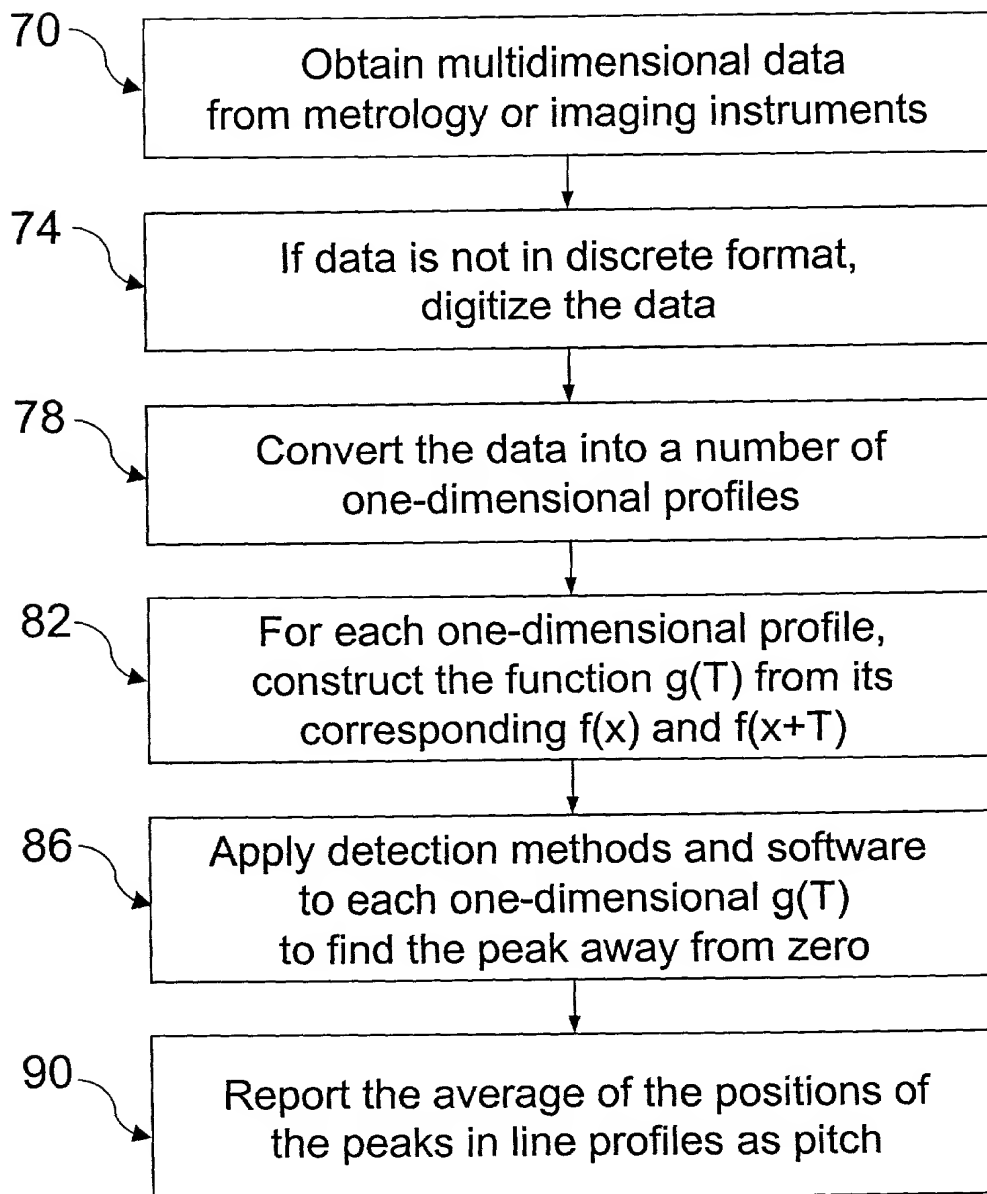 70
Obtain multidimensional data
from metrology or imaging instruments
74
If data is not in discrete format,
digitize the data
78
Convert the data into a number of
one-dimensional profiles
82
For each one-dimensional profile,
construct the function g(T) from its
corresponding f(x) and f(x+T)
86
Apply detection methods and software
to each one-dimensional g(T)
to find the peak away from zero
90
Report the average of the positions of
the peaks in line profiles as pitch